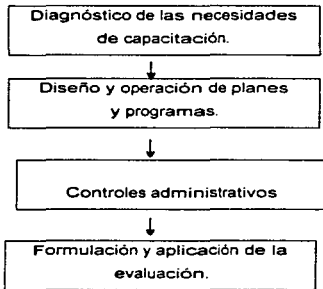 Diagnóstico de las necesidades
de capacitación.
Diseño y operación de planes
y programas.
Controles administrativos
Formulación y aplicación de la
evaluación.